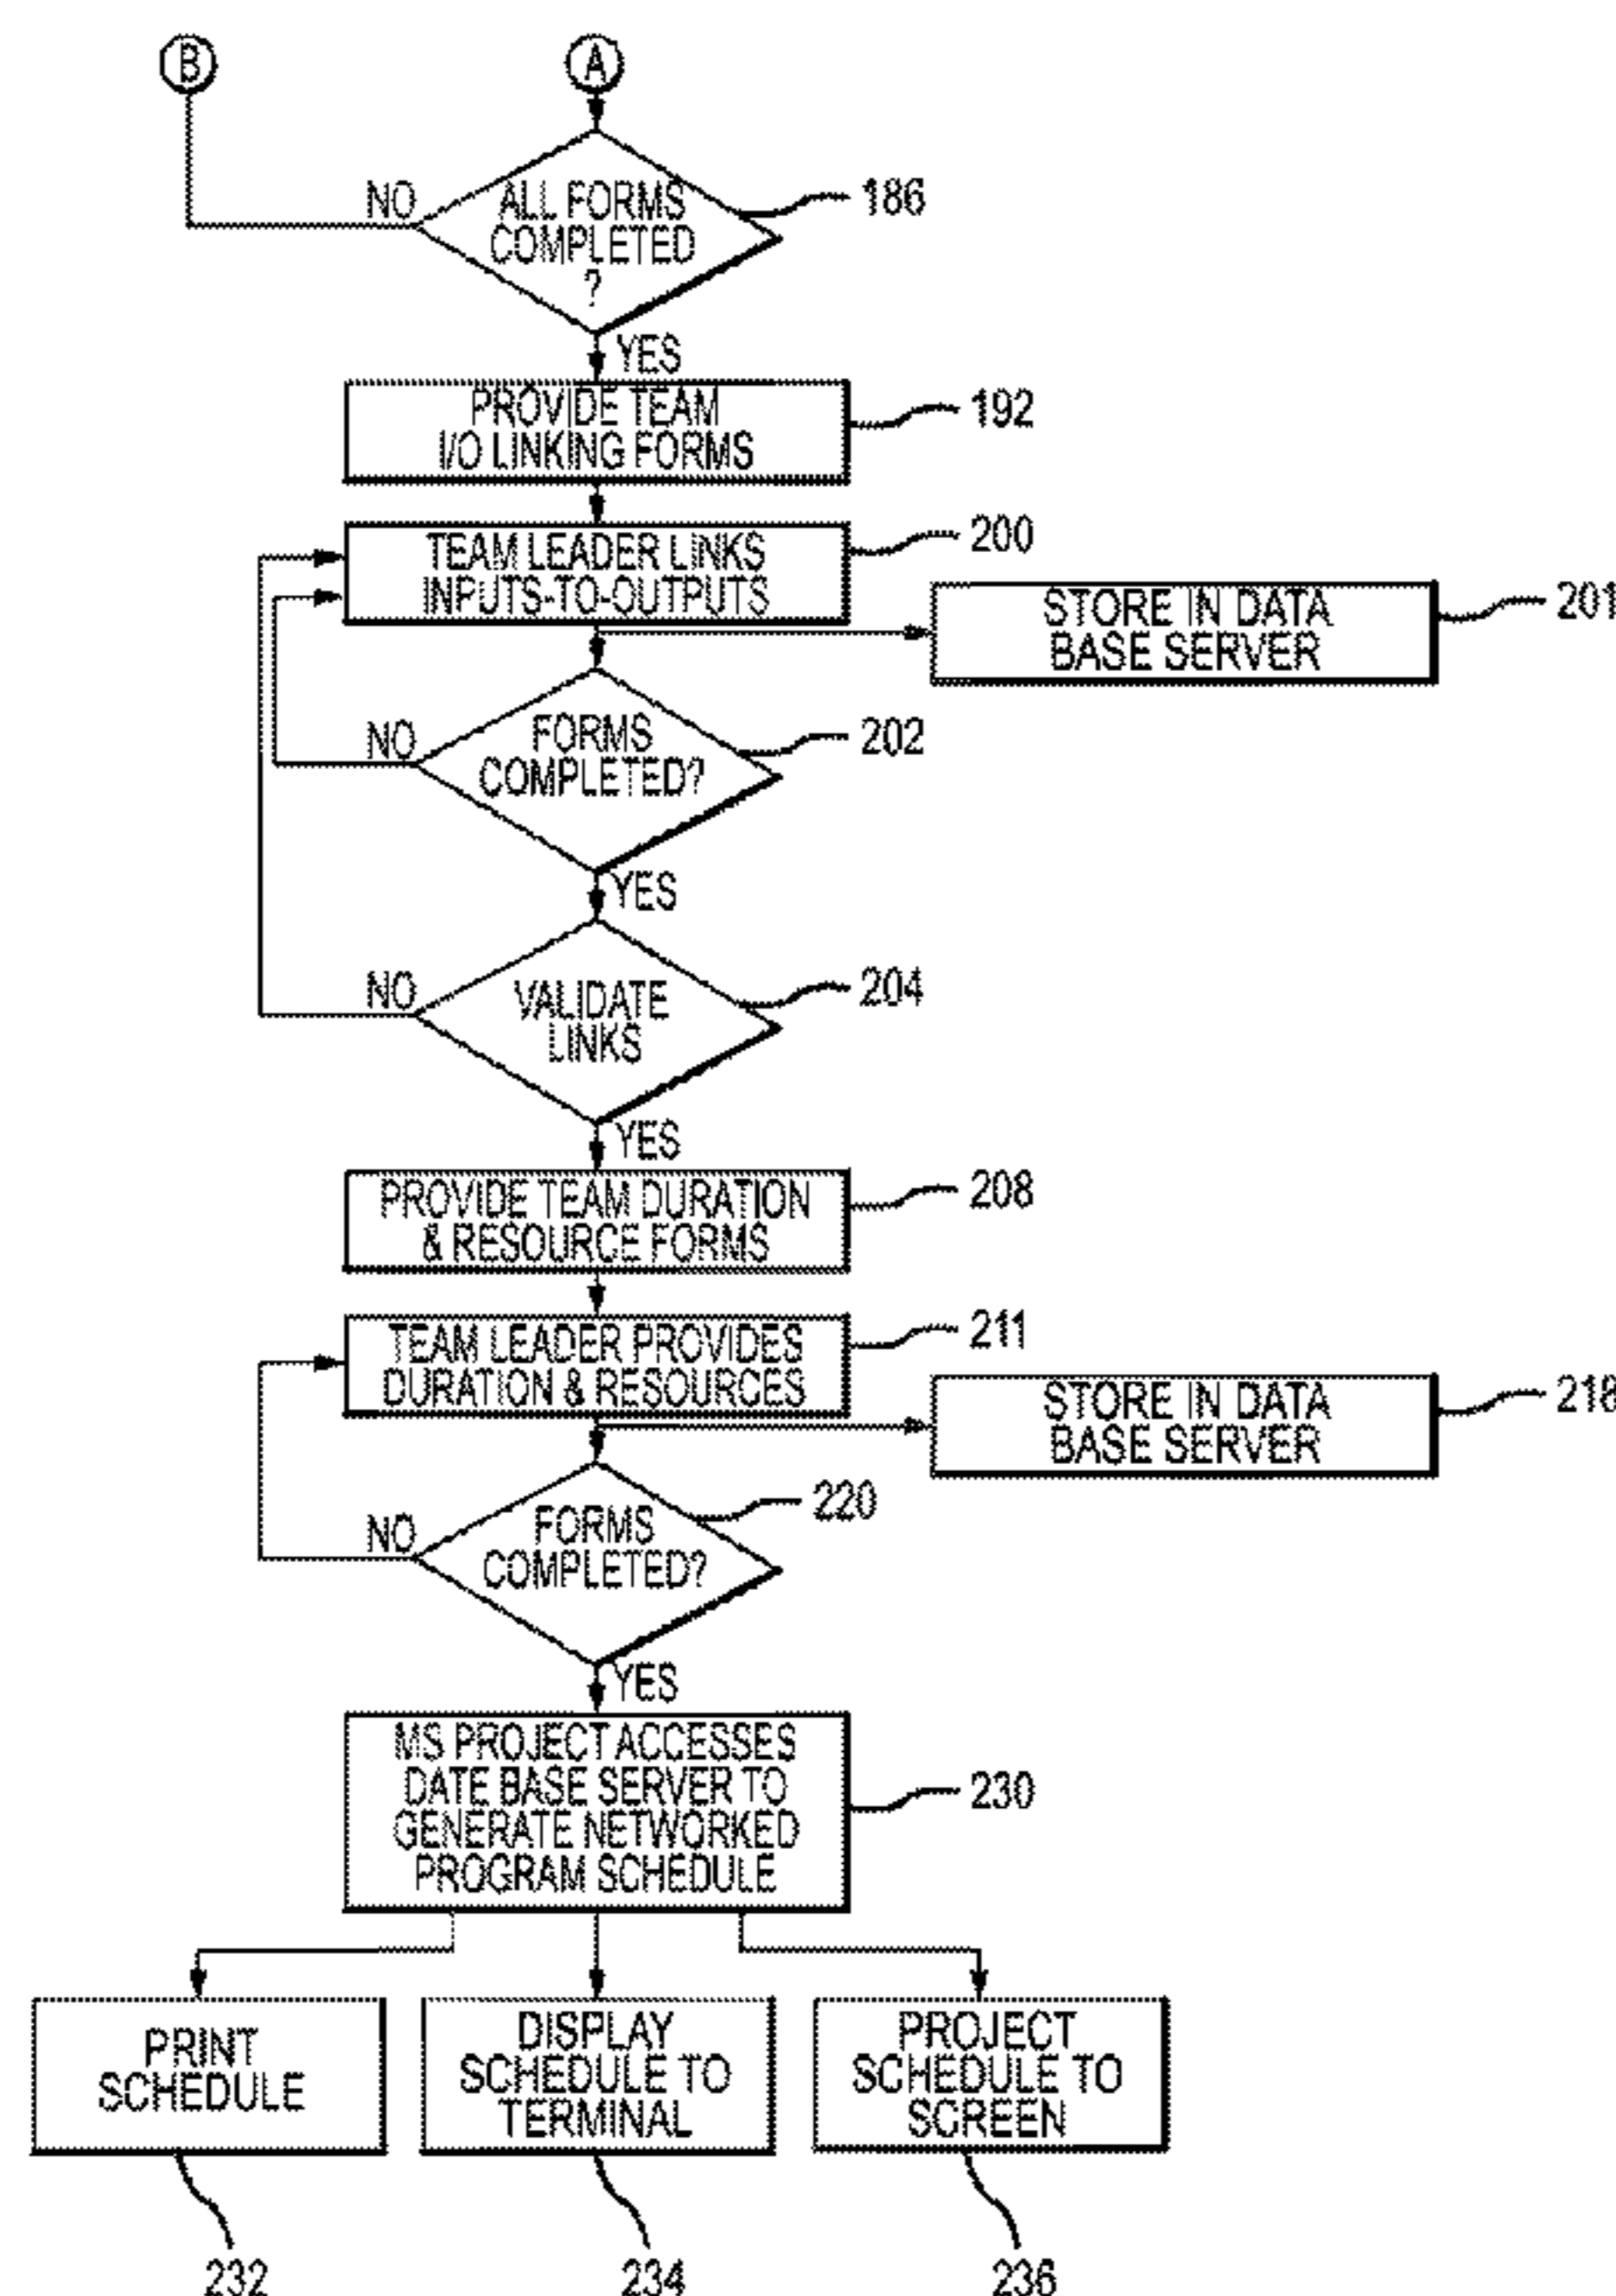 B
A
NO
ALL FORMS
COMPLETED
?
186
YES
PROVIDE TEAM
I/O LINKING FORMS
192
TEAM LEADER LINKS
INPUTS-TO-OUTPUTS
200
STORE IN DATA
BASE SERVER
201
NO
FORMS
COMPLETED?
202
YES
NO
VALIDATE
LINKS
204
YES
PROVIDE TEAM DURATION
& RESOURCE FORMS
208
TEAM LEADER PROVIDES
DURATION & RESOURCES
211
STORE IN DATA
BASE SERVER
218
NO
FORMS
COMPLETED?
220
YES
MS PROJECT ACCESSES
DATE BASE SERVER TO
GENERATE NETWORKED
PROGRAM SCHEDULE
230
PRINT
SCHEDULE
DISPLAY
SCHEDULE TO
TERMINAL
PROJECT
SCHEDULE TO
SCREEN
232
234
236